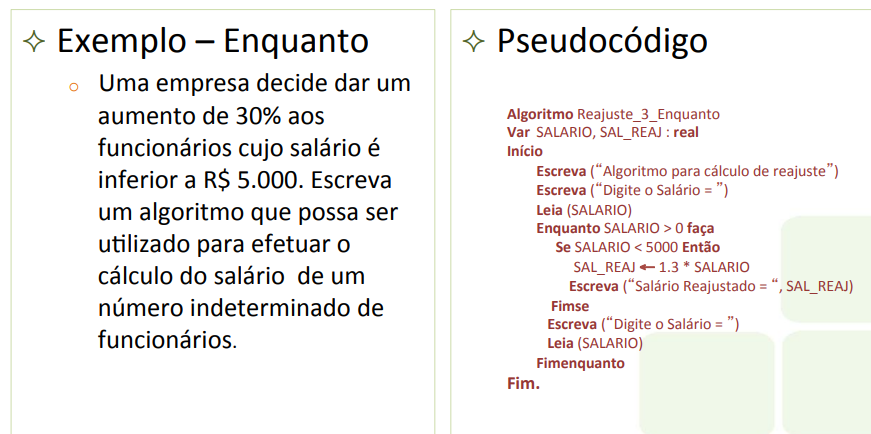 Exemplo – Enquanto
Uma empresa decide dar um
aumento de 30% aos
funcionários cujo salário é
inferior a R$ 5.000. Escreva
um algoritmo que possa ser
utilizado para efetuar o
cálculo do salário de um
número indeterminado de
funcionários.
Pseudocódigo
Algoritmo Reajuste_3_Enquanto
Var SALARIO, SAL_REAJ : real
Início
Escreva (“Algoritmo para cálculo de reajuste”)
Escreva (“Digite o Salário = ”)
Leia (SALARIO)
Enquanto SALARIO > 0 faça
Se SALARIO < 5000 Então
SAL_REAJ ← 1.3 * SALARIO
Escreva (“Salário Reajustado = “, SAL_REAJ)
Fimse
Escreva (“Digite o Salário = ”)
Leia (SALARIO)
Fimenquanto
Fim.